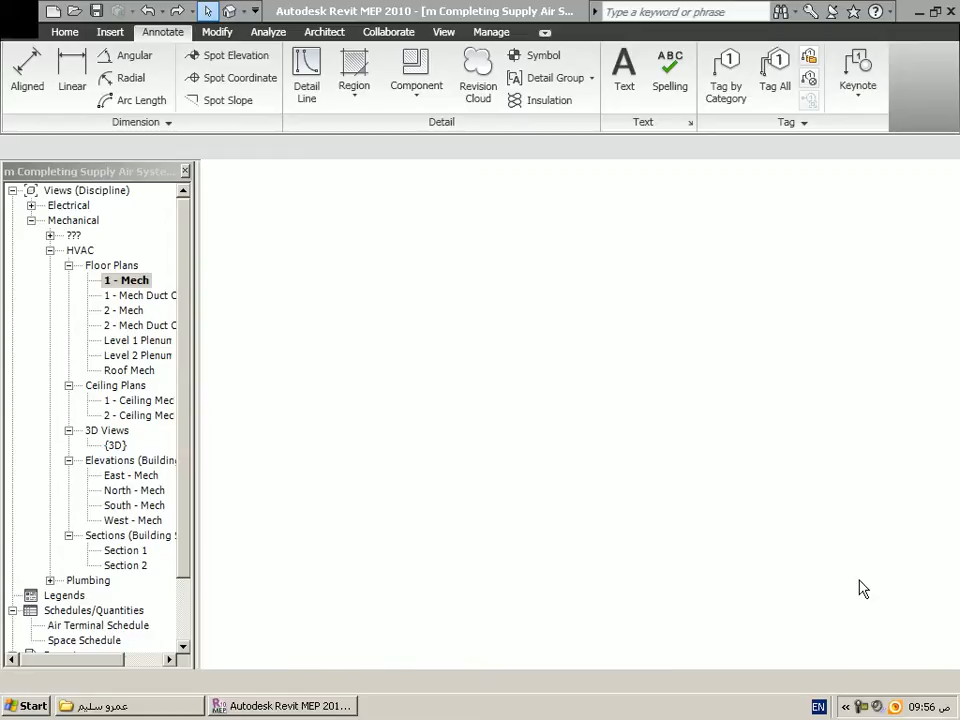 Autodesk Revit MEP 2010 - [m Completing Supply Air S...
Type a keyword or phrase
Home Insert Annotate Modify Analyze Architect Collaborate View Manage
Aligned
Linear
Angular
Radial
Arc Length
Spot Elevation
Spot Coordinate
Spot Slope
Dimension
Detail Line
Region
Component
Revision Cloud
Symbol
Detail Group
Insulation
Detail
A
Text
ABC
Spelling
Text
Tag by Category
Tag All
Tag
Keynote
m Completing Supply Air Syste...
Views (Discipline)
Electrical
Mechanical
???
HVAC
Floor Plans
1 - Mech
1 - Mech Duct C
2 - Mech
2 - Mech Duct C
Level 1 Plenum
Level 2 Plenum
Roof Mech
Ceiling Plans
1 - Ceiling Mec
2 - Ceiling Mec
3D Views
{3D}
Elevations (Building
East - Mech
North - Mech
South - Mech
West - Mech
Sections (Building
Section 1
Section 2
Plumbing
Legends
Schedules/Quantities
Air Terminal Schedule
Space Schedule
Start
عمرو سليم
Autodesk Revit MEP 201...
EN
09:56 ص